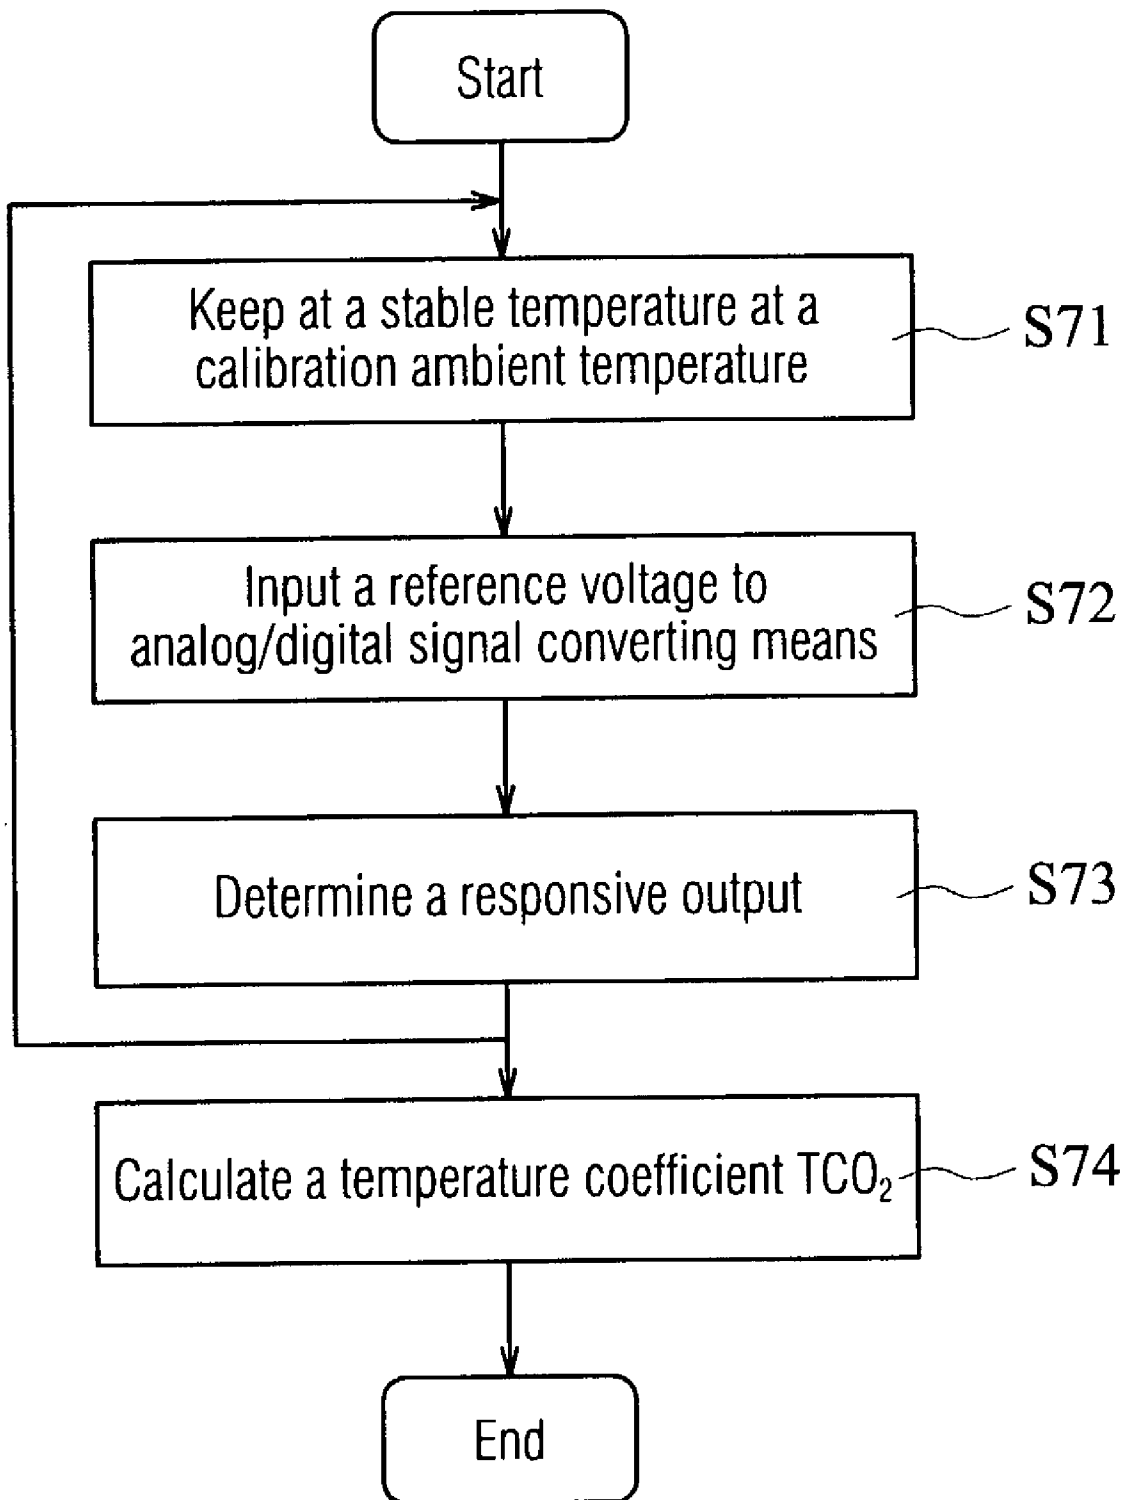 Start
Keep at a stable temperature at a
calibration ambient temperature
S71
Input a reference voltage to
analog/digital signal converting means
S72
Determine a responsive output
S73
Calculate a temperature coefficient TCO₂
S74
End